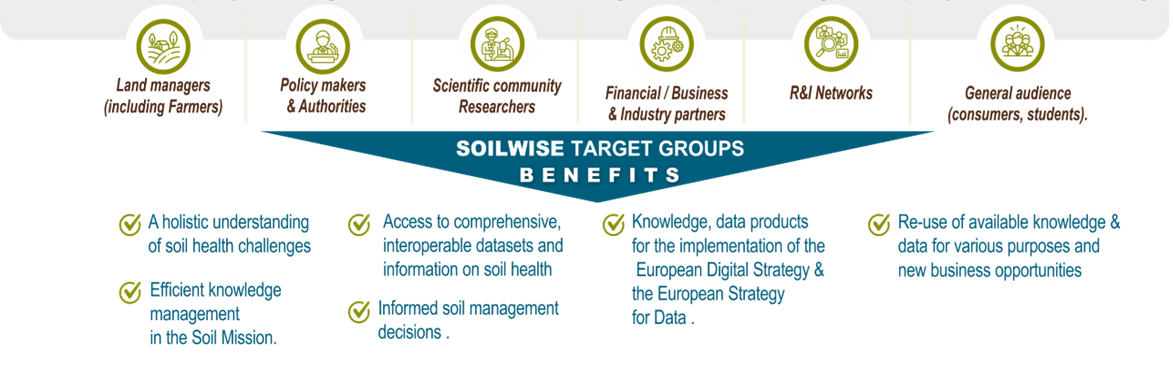 Land managers
(including Farmers)
Policy makers
& Authorities
Scientific community
Researchers
Financial / Business
& Industry partners
R&I Networks
General audience
(consumers, students).
SOILWISE TARGET GROUPS
BENEFITS
A holistic understanding
of soil health challenges
Efficient knowledge
management
in the Soil Mission.
Access to comprehensive,
interoperable datasets and
information on soil health
Informed soil management
decisions .
Knowledge, data products
for the implementation of the
European Digital Strategy &
the European Strategy
for Data .
Re-use of available knowledge &
data for various purposes and
new business opportunities